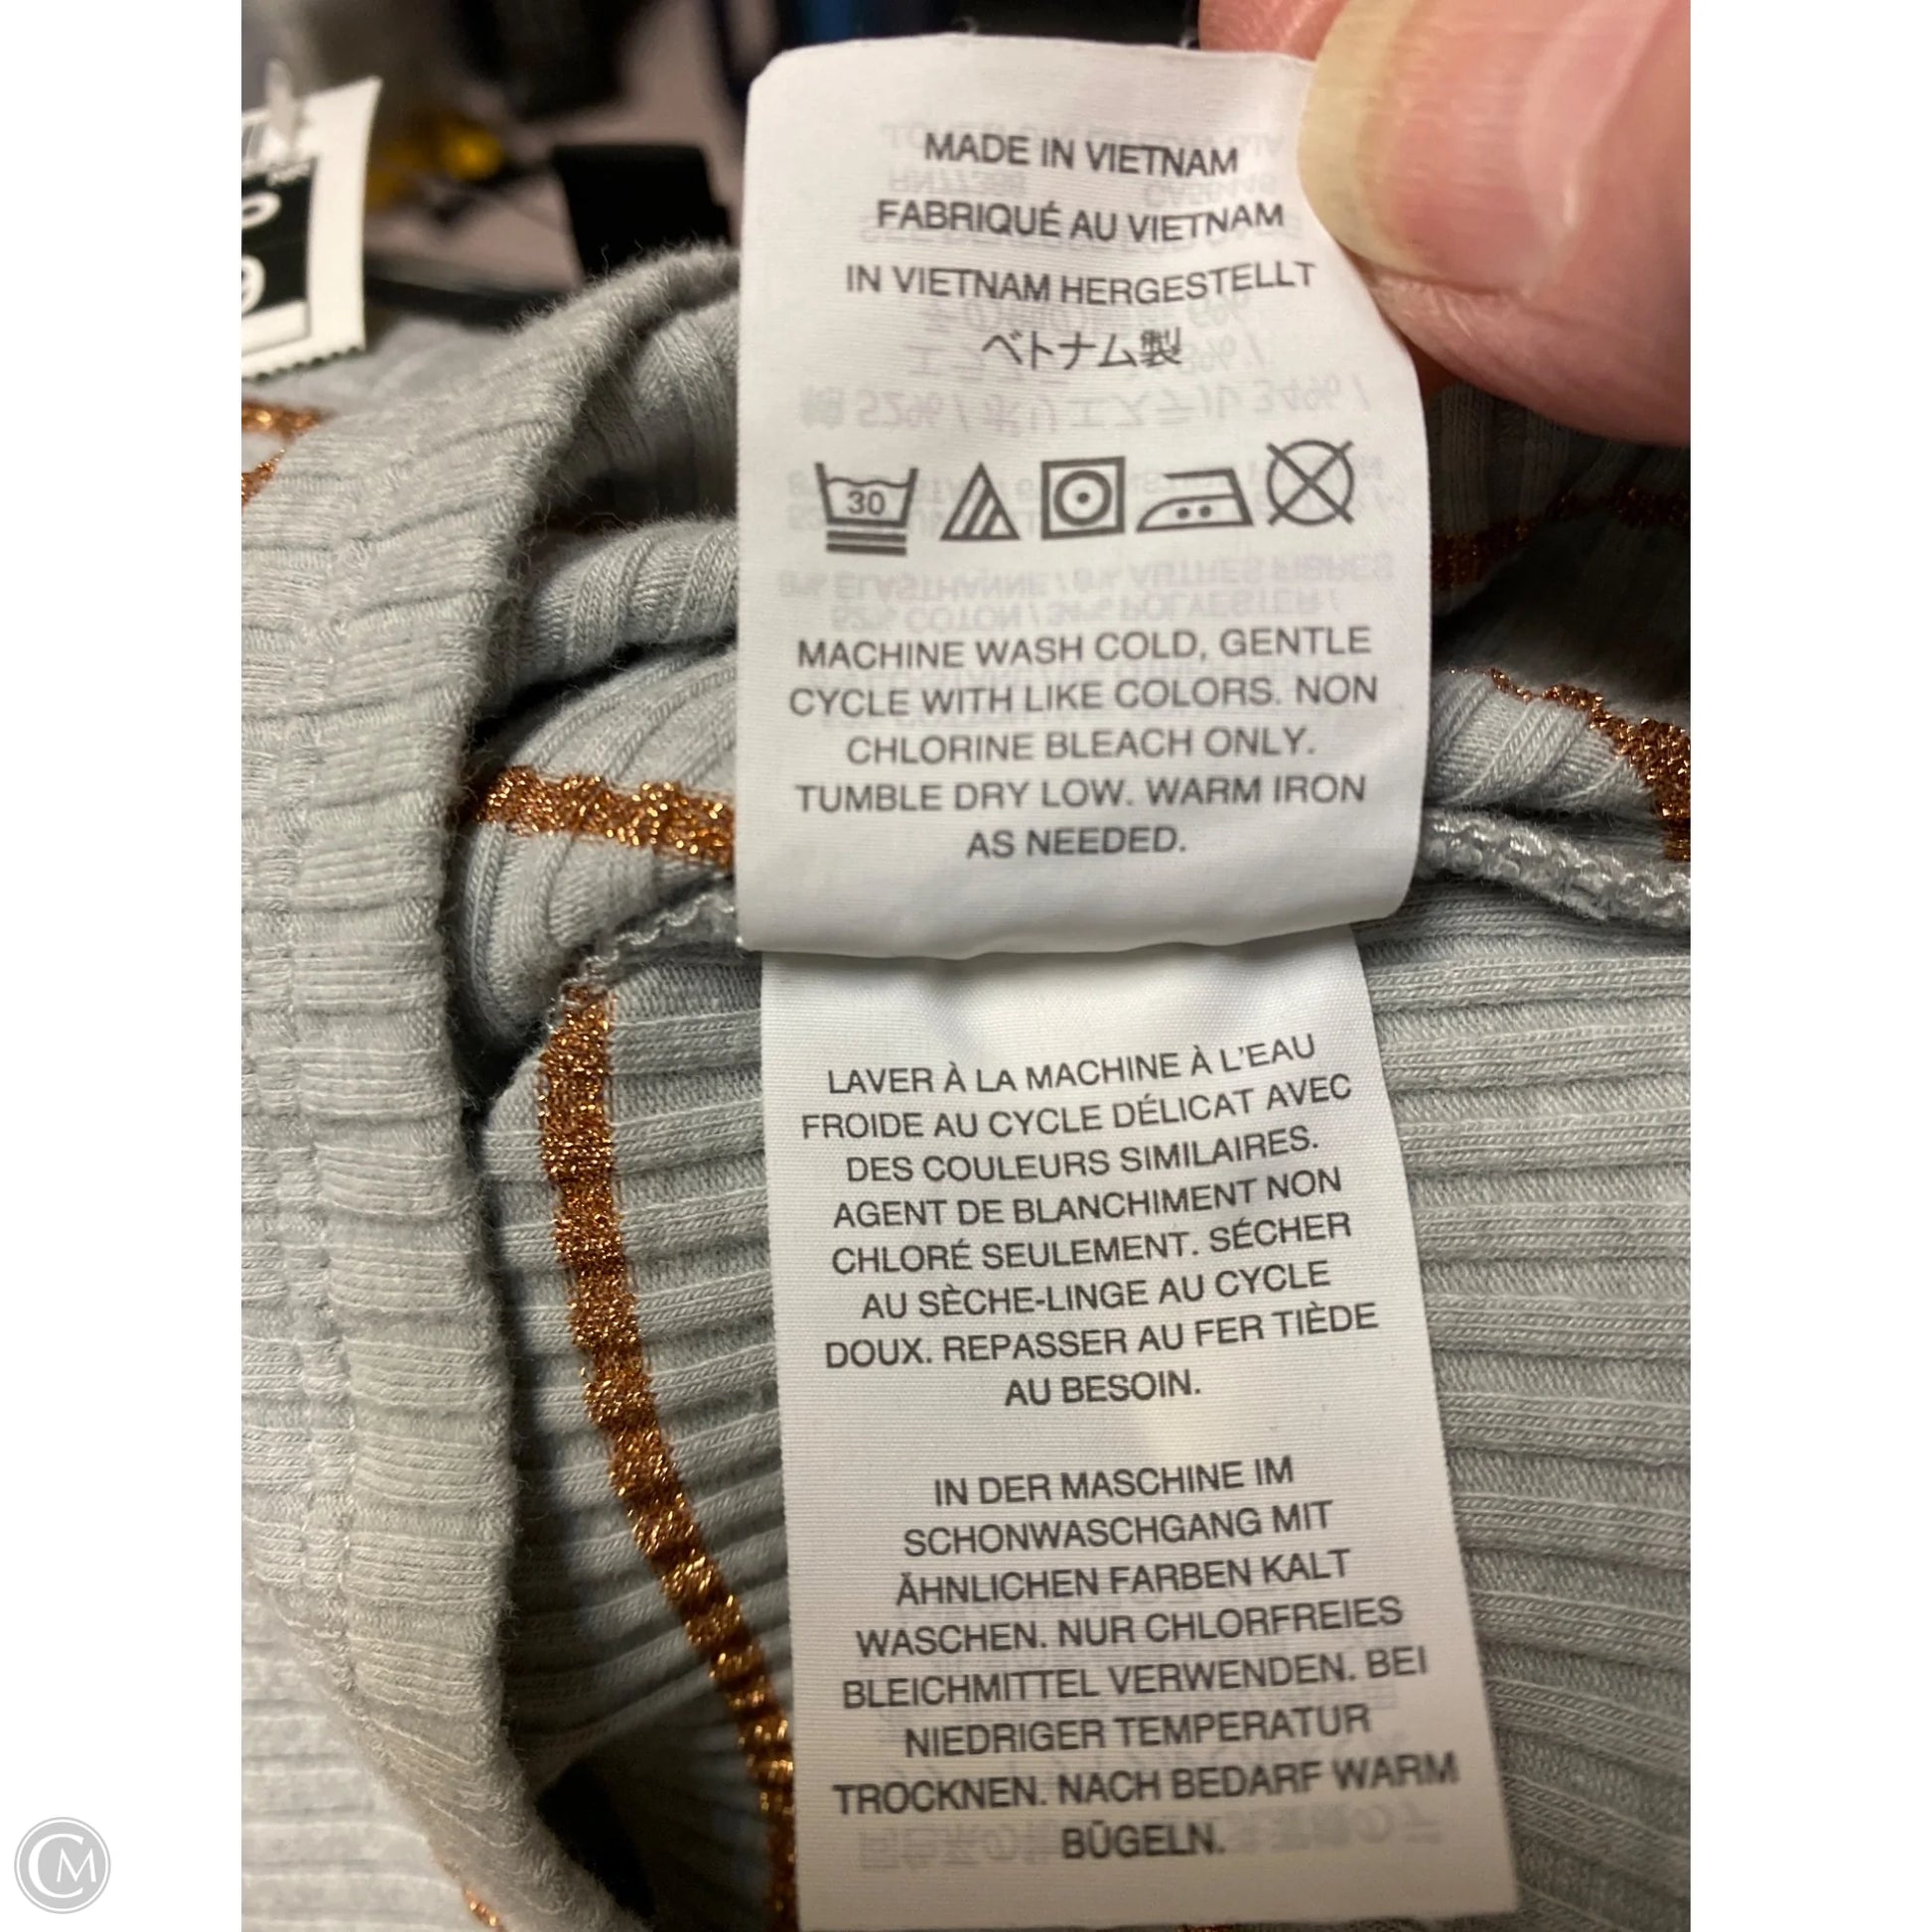 MADE IN VIETNAM
FABRIQUÉ AU VIETNAM
IN VIETNAM HERGESTELLT
ベトナム製
30
MACHINE WASH COLD, GENTLE
CYCLE WITH LIKE COLORS. NON
CHLORINE BLEACH ONLY.
TUMBLE DRY LOW. WARM IRON
AS NEEDED.
LAVER À LA MACHINE À L'EAU
FROIDE AU CYCLE DÉLICAT AVEC
DES COULEURS SIMILAIRES.
AGENT DE BLANCHIMENT NON
CHLORÉ SEULEMENT. SÉCHER
AU SÈCHE-LINGE AU CYCLE
DOUX. REPASSER AU FER TIÈDE
AU BESOIN.
IN DER MASCHINE IM
SCHONWASCHGANG MIT
ÄHNLICHEN FARBEN KALT
WASCHEN. NUR CHLORFREIES
BLEICHMITTEL VERWENDEN. BEI
NIEDRIGER TEMPERATUR
TROCKNEN. NACH BEDARF WARM
BÜGELN.
CM